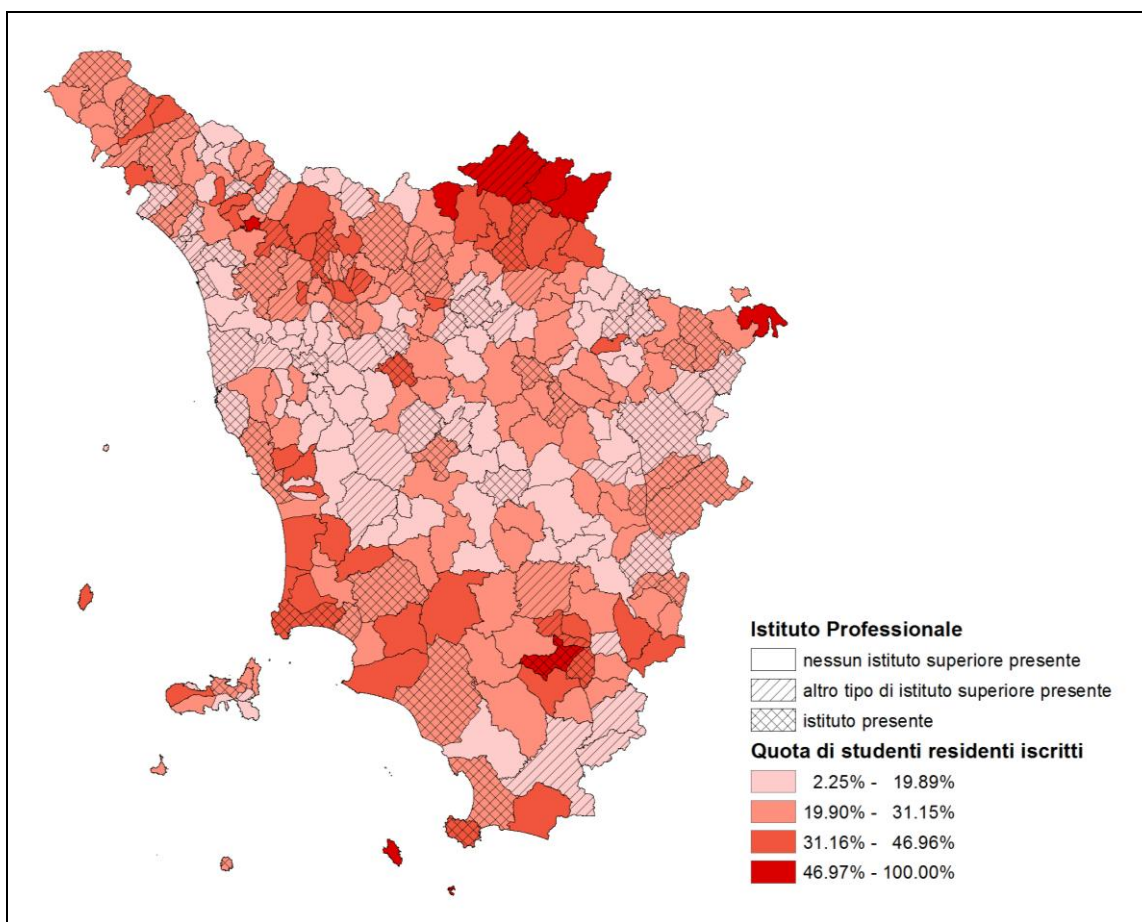 Istituto Professionale
nessun istituto superiore presente
altro tipo di istituto superiore presente
istituto presente
Quota di studenti residenti iscritti
2.25% - 19.89%
19.90% - 31.15%
31.16% - 46.96%
46.97% - 100.00%